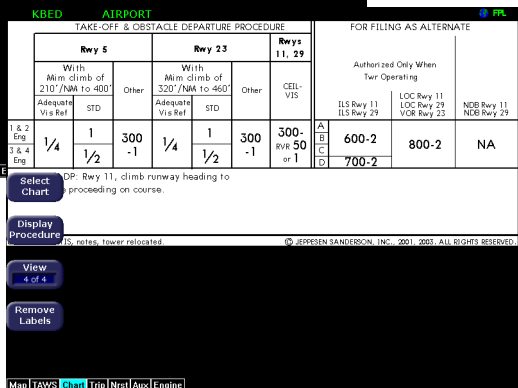 KBED AIRPORT FPL
TAKE-OFF & OBSTACLE DEPARTURE PROCEDURE
FOR FILING AS ALTERNATE
Rwy 5
Rwy 23
Rwys
11, 29
With
Mim climb of
210'/NM to 400'
Other
With
Mim climb of
320'/NM to 460'
Other
CEIL-
VIS
Authorized Only When
Twr Operating
Adequate
Vis Ref
STD
Adequate
Vis Ref
STD
ILS Rwy 11
ILS Rwy 29
LOC Rwy 11
LOC Rwy 29
VOR Rwy 23
NDB Rwy 11
NDB Rwy 29
1 & 2
Eng
3 & 4
Eng
1/4
1
1/2
300
-1
1/4
1
1/2
300
-1
300-
RVR 50
or 1
A
B
C
D
600-2
700-2
800-2
NA
DP: Rwy 11, climb runway heading to
proceeding on course.
Select
Chart
Display
Procedure
IS, notes, tower relocated.
© JEPPESEN SANDERSON, INC., 2001, 2003. ALL RIGHTS RESERVED.
View
4 of 4
Remove
Labels
Map TAWS Chart Trip Nrst Aux Engine